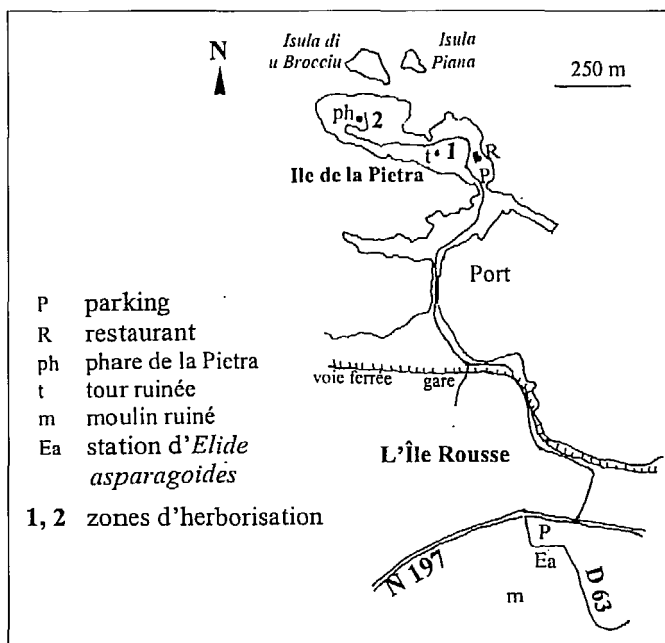 Isula di
u Brocciu
Isula
Piana
N
250 m
ph
2
t
1
R
P
Ile de la Pietra
Port
P parking
R restaurant
ph phare de la Pietra
t tour ruinée
m moulin ruiné
Ea station d'Elide
asparagoides
1, 2 zones d'herborisation
voie ferrée
gare
L'Île Rousse
P
Ea
N 197
D 63
m